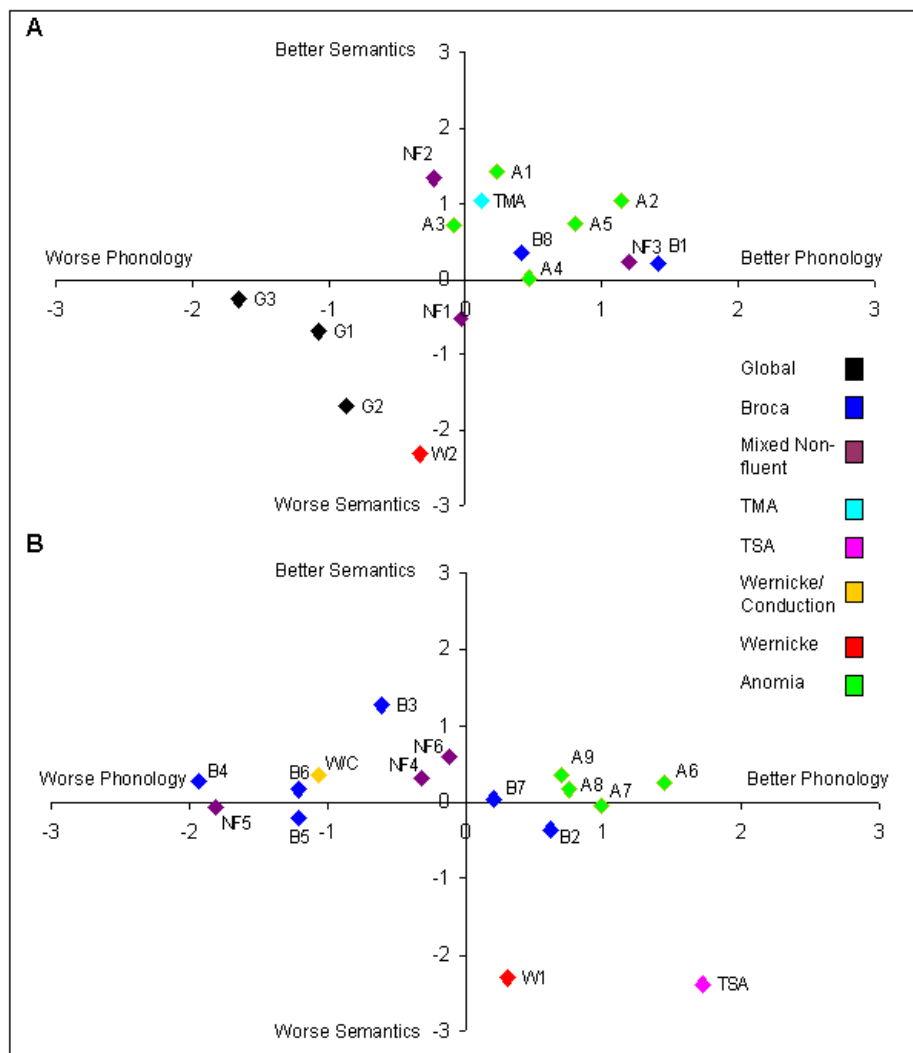 A
Better Semantics
3
2
NF2
A1
TMA
A2
1
A3
A5
B8
NF3
B1
Worse Phonology
Better Phonology
0
A4
-3
-2
-1
0
1
2
3
G3
NF1
G1
-1
G2
-2
W2
Worse Semantics
-3
Global
Broca
Mixed Non-
fluent
TMA
TSA
Wernicke/
Conduction
Wernicke
Anomia
B
Better Semantics
3
2
B3
1
NF6
W/C
A9
Worse Phonology
B4
B6
NF4
A8
A6
Better Phonology
B7
A7
0
NF5
B5
B2
-3
-2
-1
0
1
2
3
-1
-2
W1
TSA
Worse Semantics
-3